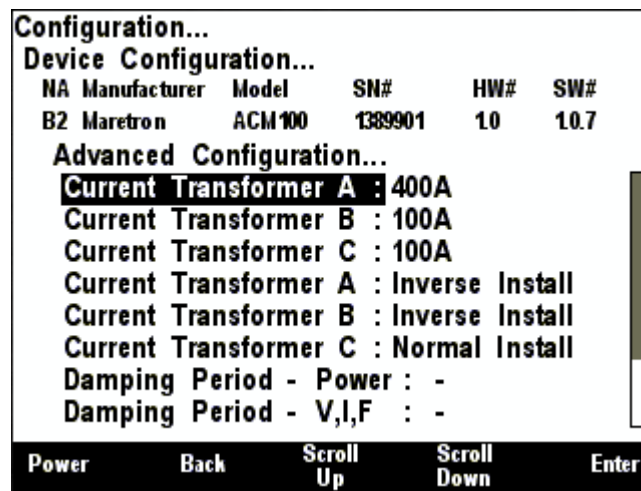 Configuration...
Device Configuration...
NA Manufacturer Model SN# HW# SW#
B2 Maretron ACM100 1389901 1.0 1.0.7
Advanced Configuration...
Current Transformer A : 400A
Current Transformer B : 100A
Current Transformer C : 100A
Current Transformer A : Inverse Install
Current Transformer B : Inverse Install
Current Transformer C : Normal Install
Damping Period - Power : -
Damping Period - V,I,F : -
Power Back Scroll Up Scroll Down Enter